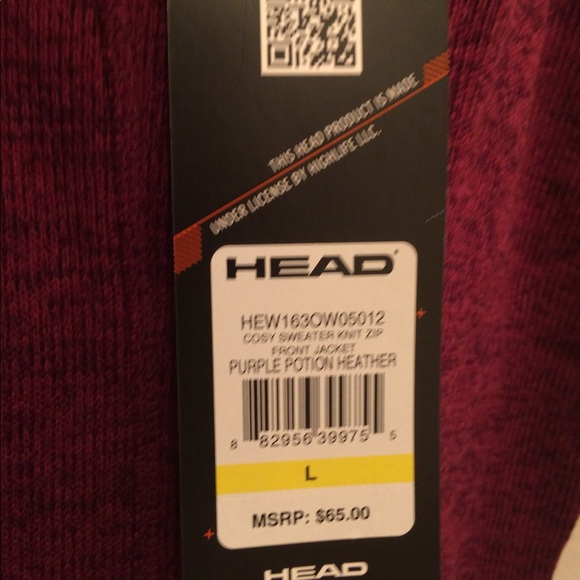 THIS HEAD PRODUCT IS MADE
UNDER LICENSE BY HIGHLIFE LLC.
HEAD
HEW163OW05012
COSY SWEATER KNIT ZIP
FRONT JACKET
PURPLE POTION HEATHER
8 82956 39975 5
L
MSRP: $65.00
HEAD